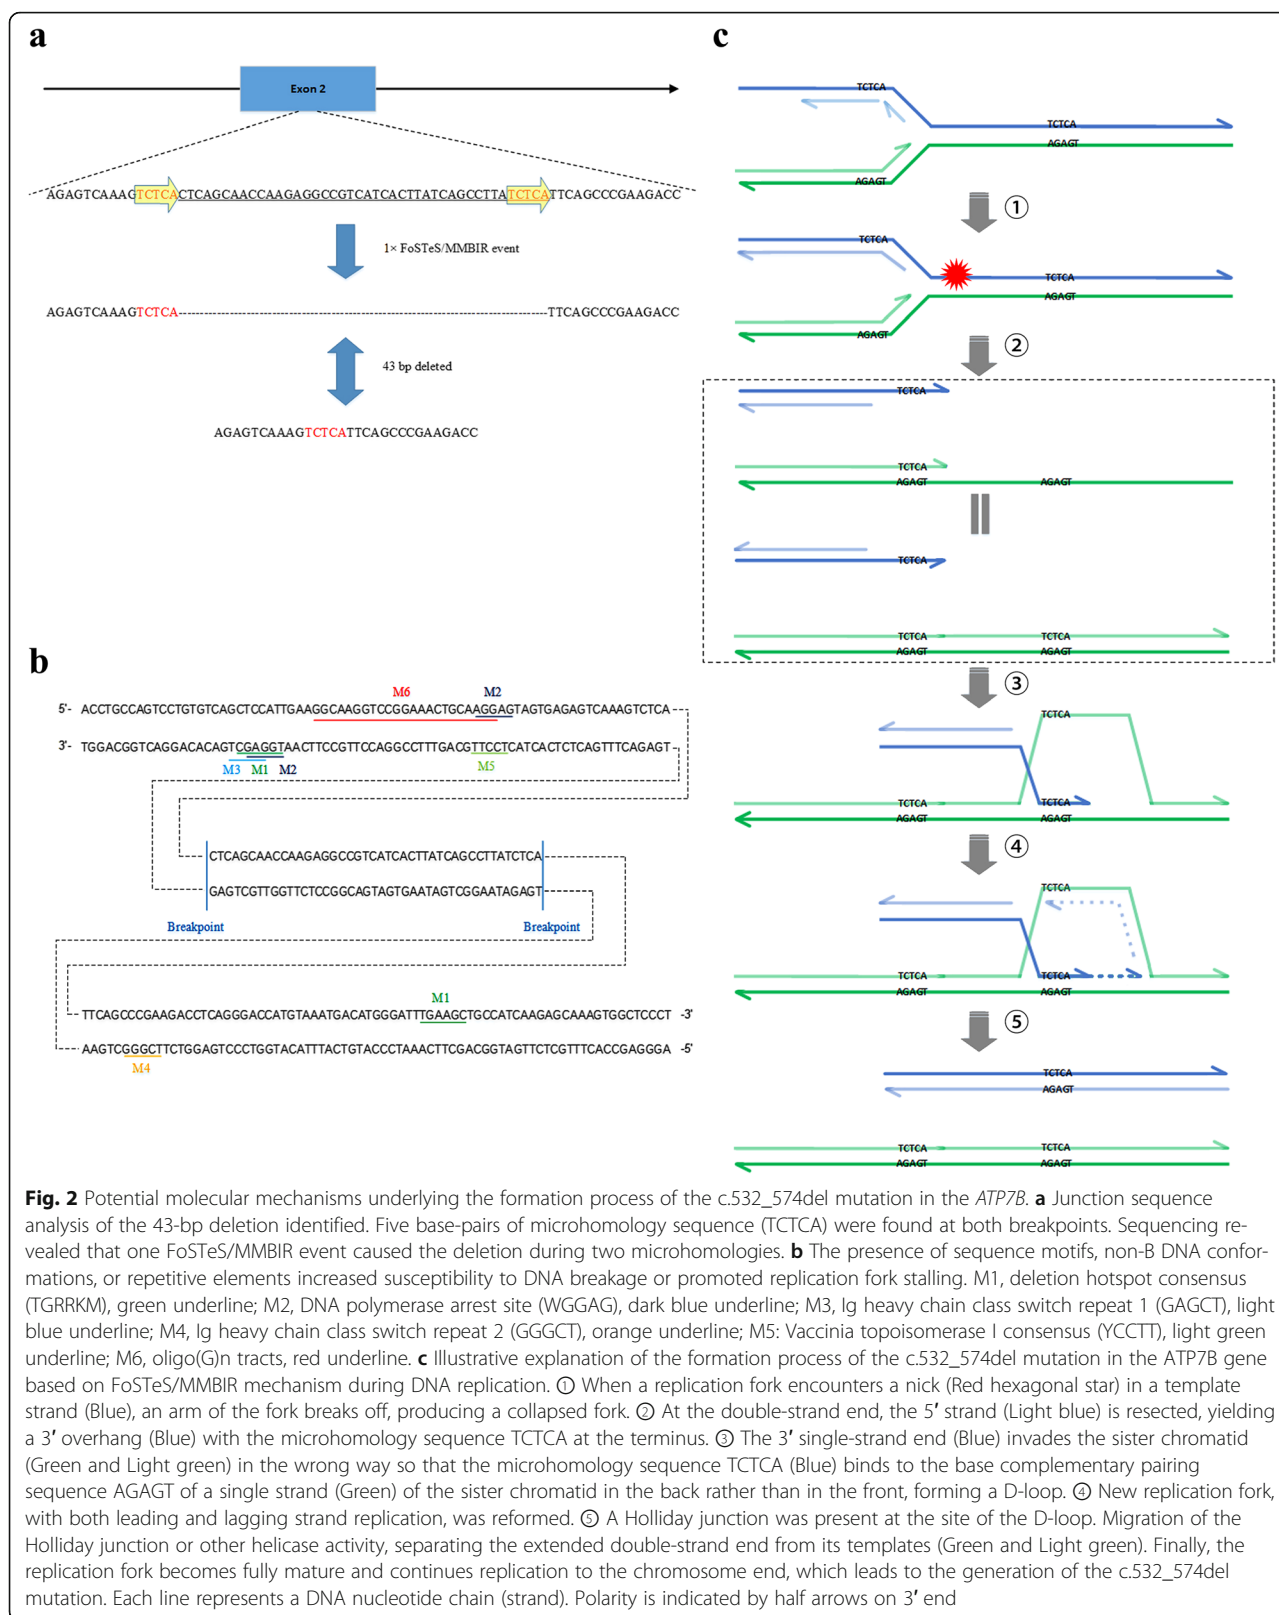 a
Exon 2
AGAGTCAAAGTCTCACTCAGCAACCAAGAGGCCGTCATCACTTATCAGCCTTATCTCATTCAGCCCGAAGACC
1× FoSTeS/MMBIR event
AGAGTCAAAGTCTCA------------------------------------------TTCAGCCCGAAGACC
43 bp deleted
AGAGTCAAAGTCTCATTCAGCCCGAAGACC
b
M6
M2
5'- ACCTGCCAGTCCTGTGTCAGCTCCATTGAAGGCAAGGTCCGGAAACTGCAAGGAGTAGTGAGAGTCAAAGTCTCA
3'- TGGACGGTCAGGACACAGTCGAGGTAACTTCCGTTCCAGGCCTTTGACGTTCCTCATCACTCTCAGTTTCAGAGT
M3
M1
M2
M5
CTCAGCAACCAAGAGGCCGTCATCACTTATCAGCCTTATCTCA
GAGTCGTTGGTTCTCCGGCAGTAGTGAATAGTCGGAATAGAGT
Breakpoint
Breakpoint
M1
TTCAGCCCGAAGACCTCAGGGACCATGTAAATGACATGGGATTTGAAGCTGCCATCAAGAGCAAAGTGGCTCCCT -3'
AAGTCGGGCTTCTGGAGTCCCTGGTACATTTACTGTACCCTAAACTTCGACGGTAGTTCTCGTTTCACCGAGGGA -5'
M4
c
TCTCA
TCTCA
AGAGT
AGAGT
①
TCTCA
TCTCA
AGAGT
AGAGT
②
TCTCA
TCTCA
AGAGT
AGAGT
TCTCA
TCTCA
TCTCA
AGAGT
AGAGT
③
TCTCA
TCTCA
TCTCA
AGAGT
AGAGT
④
TCTCA
TCTCA
TCTCA
AGAGT
AGAGT
⑤
TCTCA
AGAGT
TCTCA
TCTCA
AGAGT
AGAGT
Fig. 2 Potential molecular mechanisms underlying the formation process of the c.532_574del mutation in the ATP7B. a Junction sequence
analysis of the 43-bp deletion identified. Five base-pairs of microhomology sequence (TCTCA) were found at both breakpoints. Sequencing re-
vealed that one FoSTeS/MMBIR event caused the deletion during two microhomologies. b The presence of sequence motifs, non-B DNA confor-
mations, or repetitive elements increased susceptibility to DNA breakage or promoted replication fork stalling. M1, deletion hotspot consensus
(TGRRKM), green underline; M2, DNA polymerase arrest site (WGGAG), dark blue underline; M3, Ig heavy chain class switch repeat 1 (GAGCT), light
blue underline; M4, Ig heavy chain class switch repeat 2 (GGGCT), orange underline; M5: Vaccinia topoisomerase I consensus (YCCTT), light green
underline; M6, oligo(G)n tracts, red underline. c Illustrative explanation of the formation process of the c.532_574del mutation in the ATP7B gene
based on FoSTeS/MMBIR mechanism during DNA replication. ① When a replication fork encounters a nick (Red hexagonal star) in a template
strand (Blue), an arm of the fork breaks off, producing a collapsed fork. ② At the double-strand end, the 5′ strand (Light blue) is resected, yielding
a 3′ overhang (Blue) with the microhomology sequence TCTCA at the terminus. ③ The 3′ single-strand end (Blue) invades the sister chromatid
(Green and Light green) in the wrong way so that the microhomology sequence TCTCA (Blue) binds to the base complementary pairing
sequence AGAGT of a single strand (Green) of the sister chromatid in the back rather than in the front, forming a D-loop. ④ New replication fork,
with both leading and lagging strand replication, was reformed. ⑤ A Holliday junction was present at the site of the D-loop. Migration of the
Holliday junction or other helicase activity, separating the extended double-strand end from its templates (Green and Light green). Finally, the
replication fork becomes fully mature and continues replication to the chromosome end, which leads to the generation of the c.532_574del
mutation. Each line represents a DNA nucleotide chain (strand). Polarity is indicated by half arrows on 3′ end